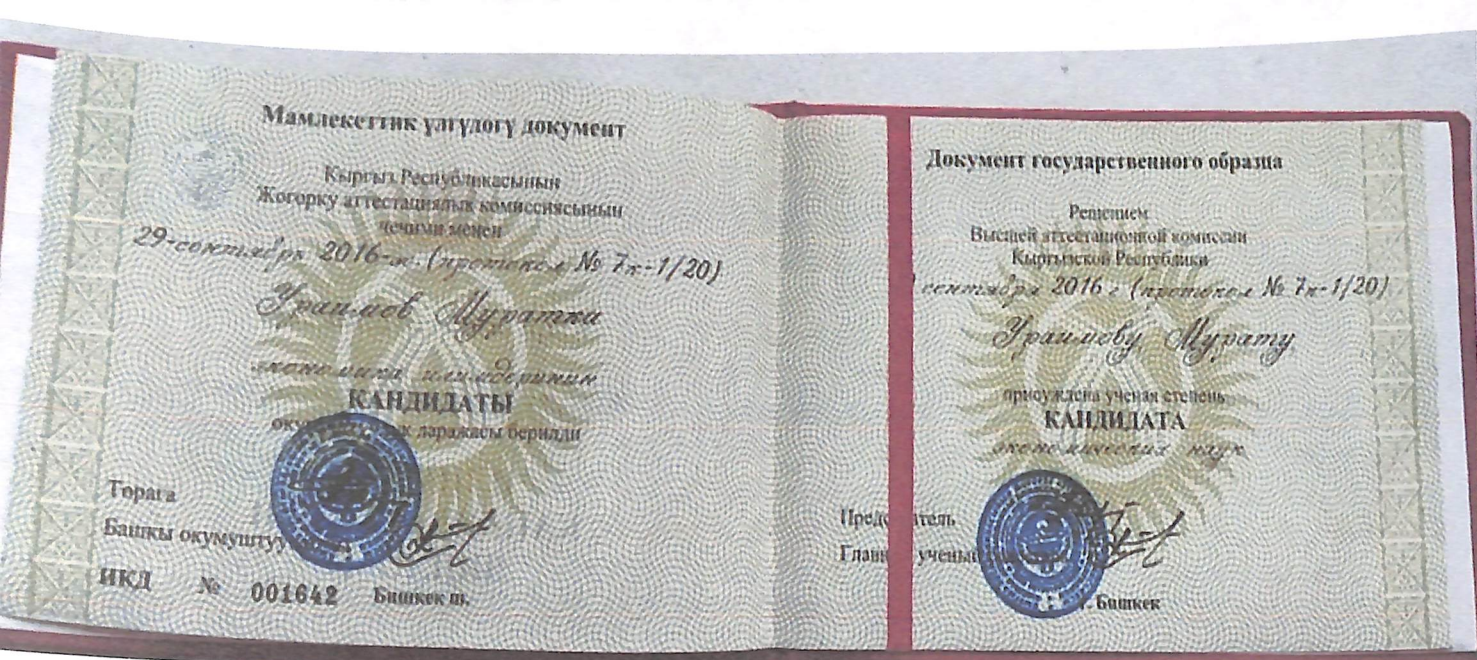 Мамлекеттик үлгүдөгү документ
Кыргыз Республикасынын
Жогорку аттестациялык комиссиясынын
чечими менен
29-сентябрь 2016-ж. (протокол № 7к-1/20)
Ураимов Муратка
экономика илимдеринин
КАНДИДАТЫ
даражасы берилди
Төрага
Башкы окумуштуу
ИКД № 001642 Бишкек ш.
Документ государственного образца
Решением
Высшей аттестационной комиссии
Кыргызской Республики
сентября 2016 г (протокол № 7к-1/20)
Ураимову Мурату
присуждена ученая степень
КАНДИДАТА
экономических наук
г. Бишкек